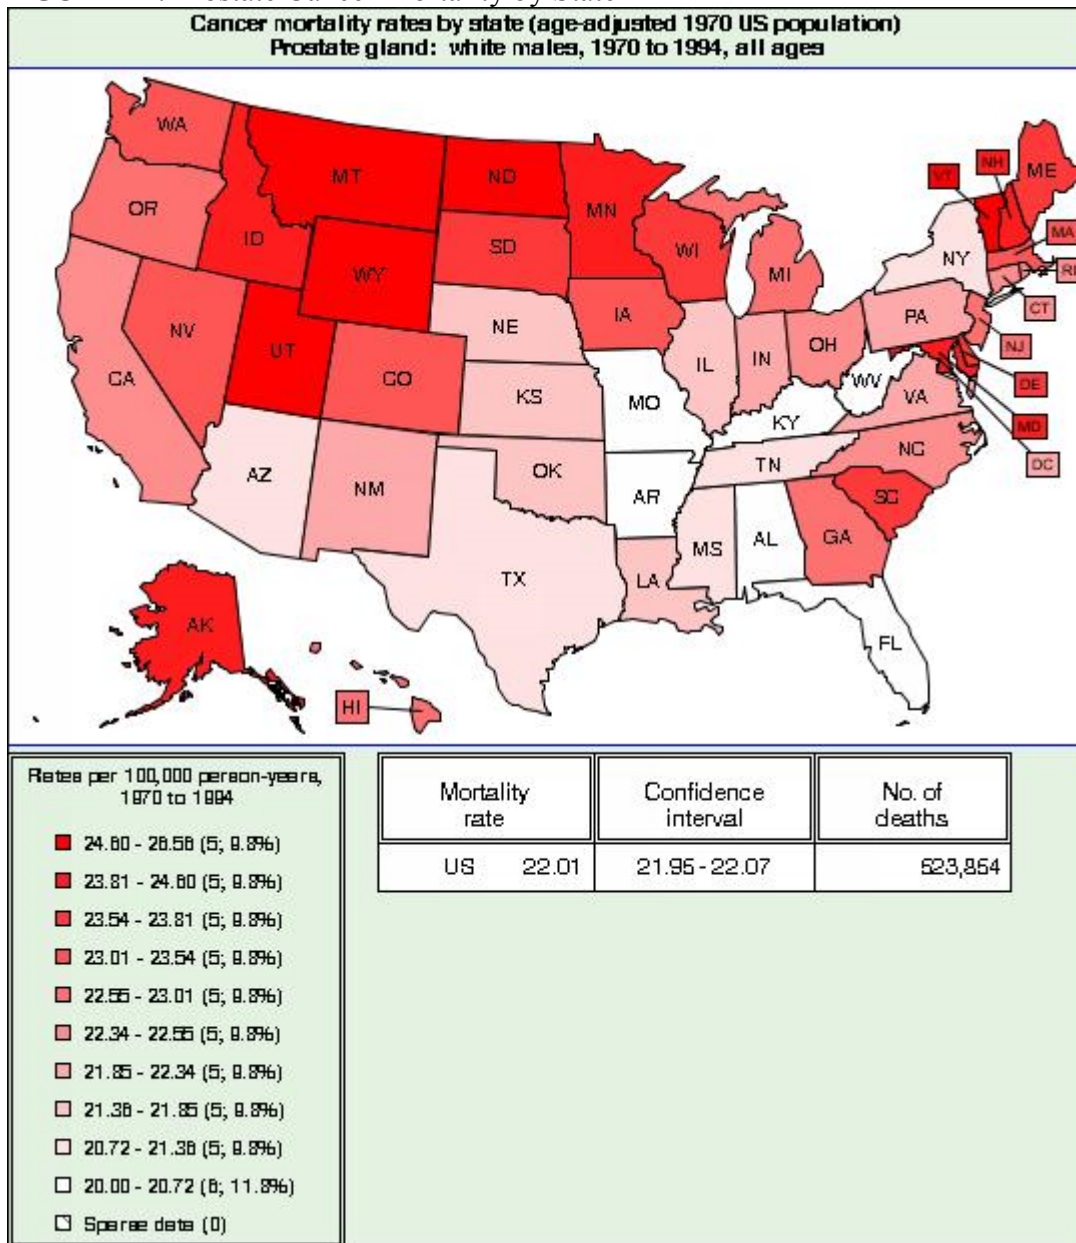 Prostate Cancer Mortality by State
Cancer mortality rates by state (age-adjusted 1970 US population)
Prostate gland: white males, 1970 to 1994, all ages
WA
MT
ND
MN
VT
NH
ME
OR
ID
SD
WI
MI
NY
MA
RI
WY
CT
NE
IA
PA
NJ
NV
UT
CO
IL
IN
OH
WV
VA
DE
CA
KS
MO
KY
MD
DC
AZ
NM
OK
TN
NC
AR
SC
TX
MS
AL
GA
LA
FL
AK
HI
Rates per 100,000 person-years,
1970 to 1994
24.60 - 26.56 (5; 9.8%)
23.81 - 24.60 (5; 9.8%)
23.54 - 23.81 (5; 9.8%)
23.01 - 23.54 (5; 9.8%)
22.55 - 23.01 (5; 9.8%)
22.34 - 22.55 (5; 9.8%)
21.85 - 22.34 (5; 9.8%)
21.36 - 21.85 (5; 9.8%)
20.72 - 21.36 (5; 9.8%)
20.00 - 20.72 (6; 11.8%)
Sparse data (0)
Mortality rate
Confidence interval
No. of deaths
US 22.01 21.95 - 22.07 523,854